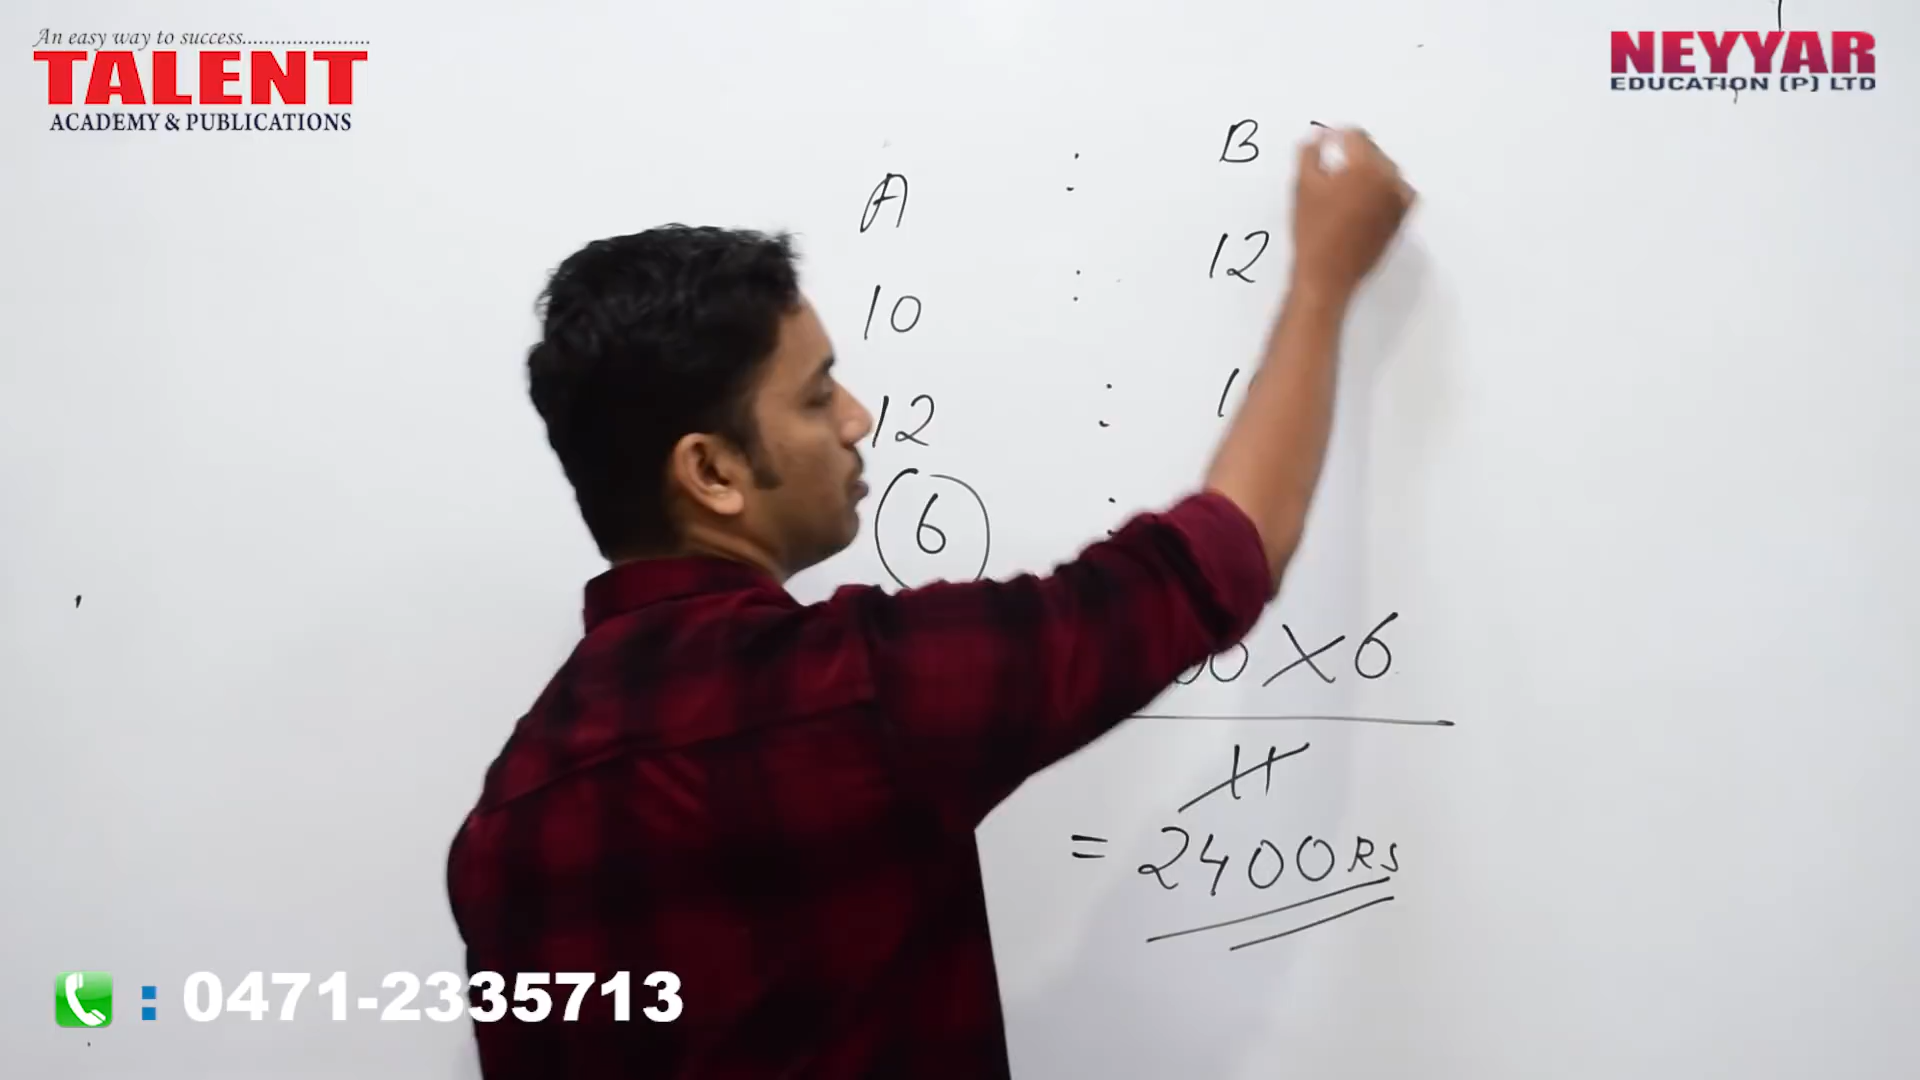 An easy way to success......................
TALENT
ACADEMY & PUBLICATIONS
NEYYAR
EDUCATION (P) LTD
A : B
10 : 12
12 :
6 :
X 6
11
= 2400 RS
: 0471-2335713